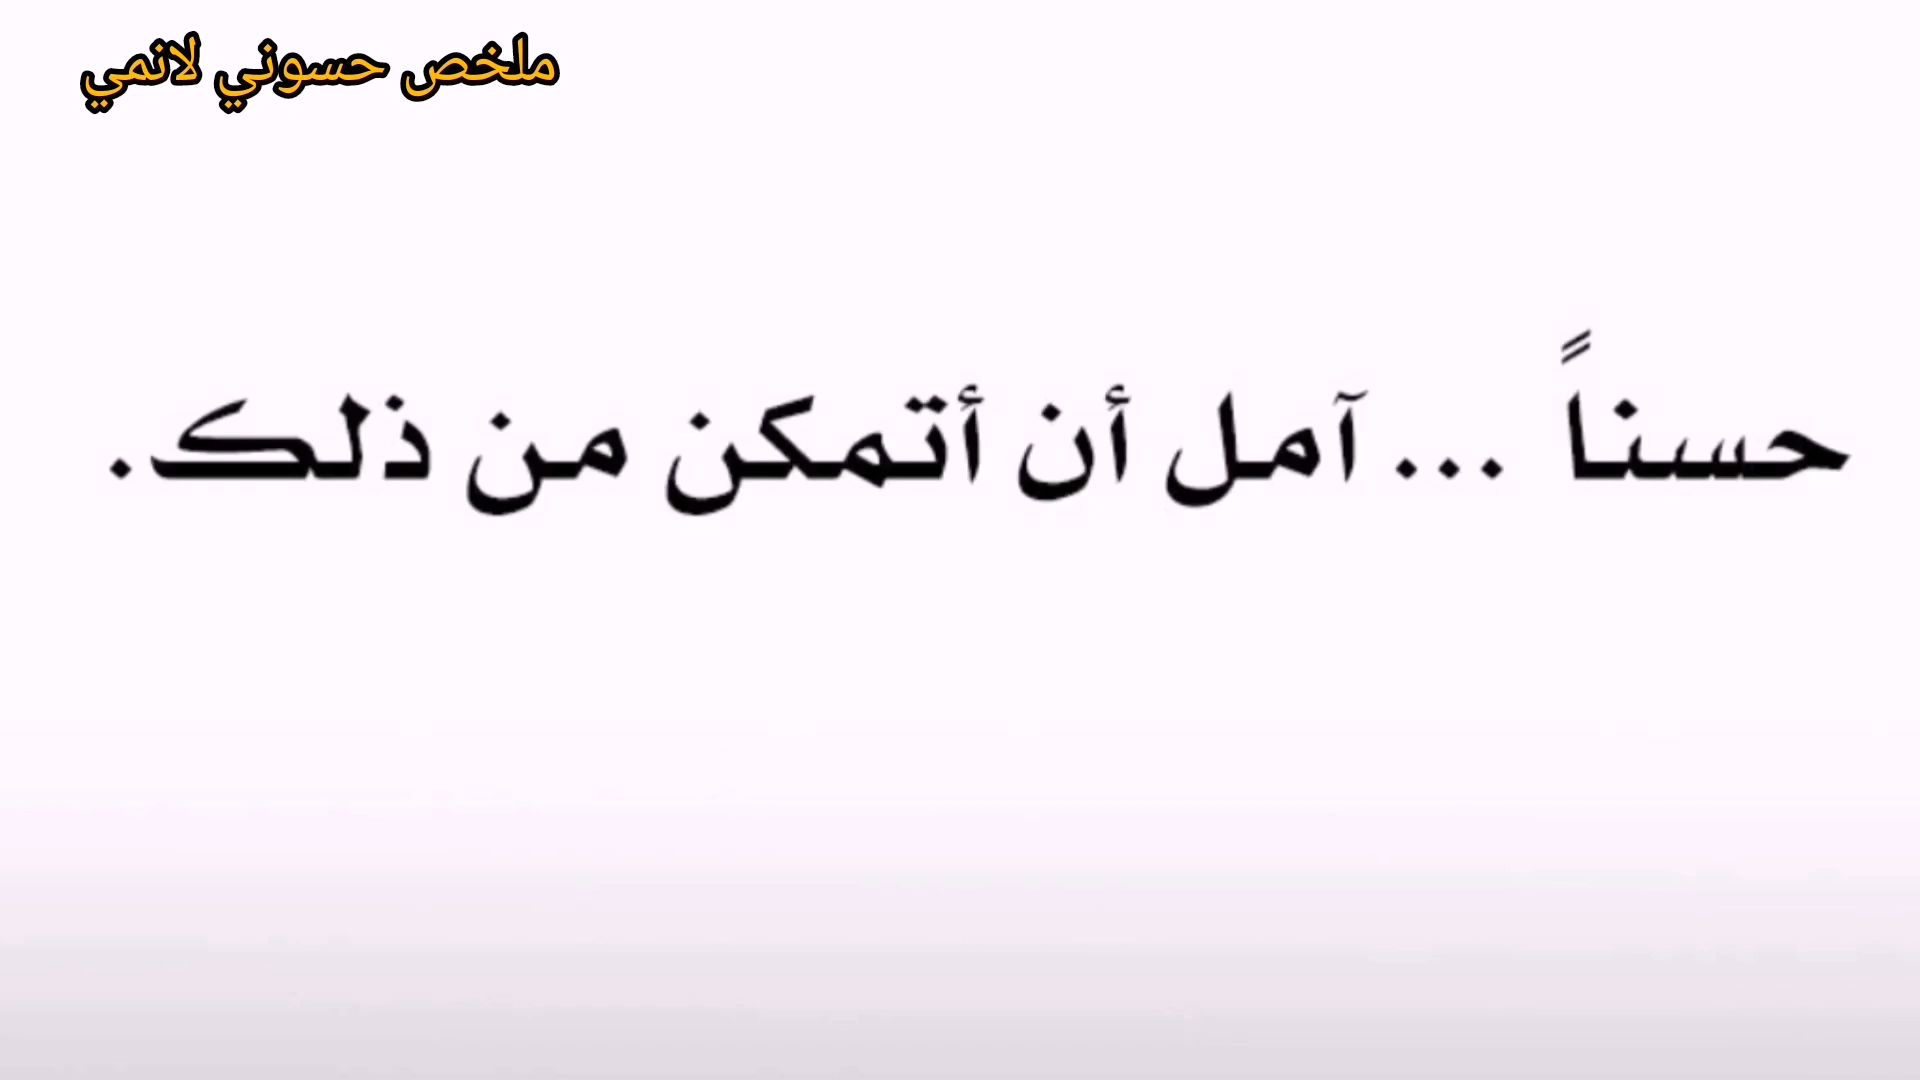 ملخص حسوني لانمي
حسناً ... آمل أن أتمكن من ذلك.